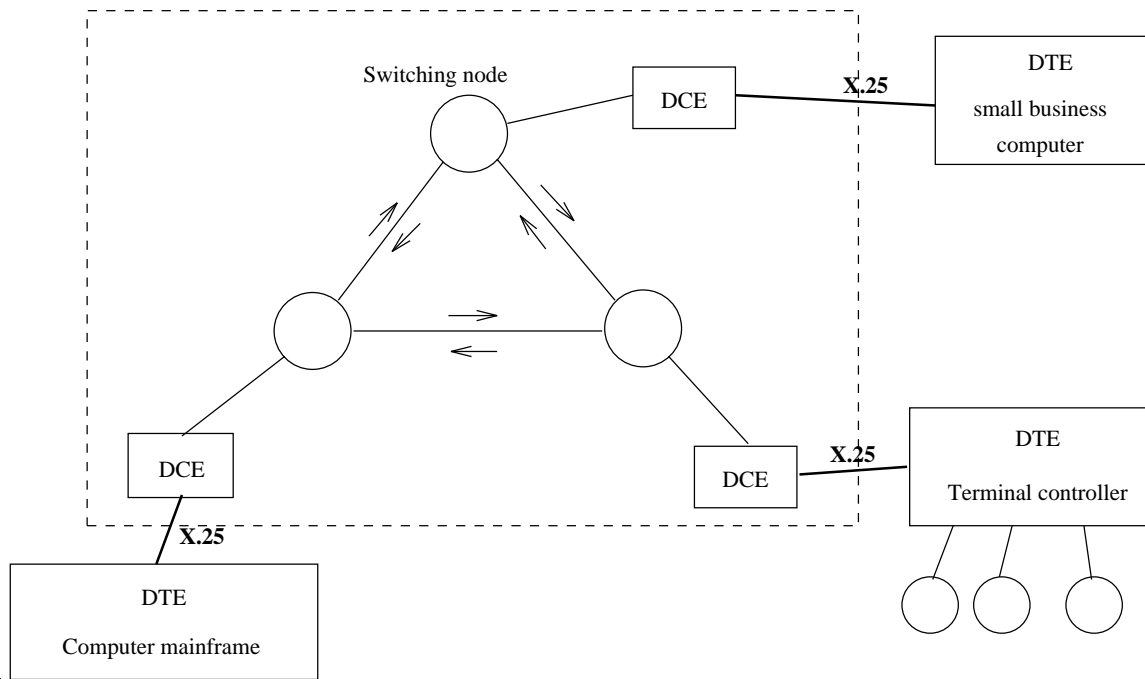 Switching node
DCE
X.25
DTE
small business
computer
DCE
X.25
DTE
Terminal controller
DCE
X.25
DTE
Computer mainframe